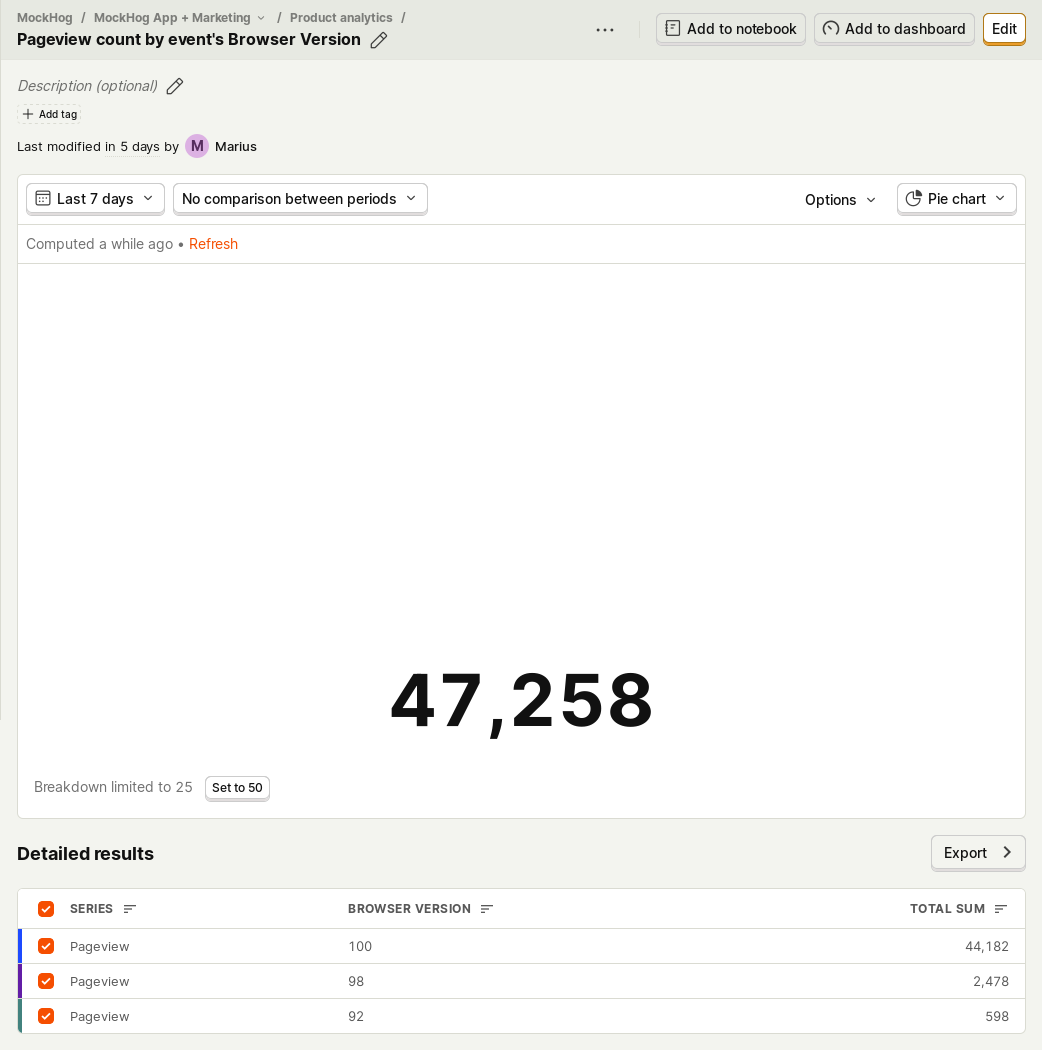 MockHog / MockHog App + Marketing / Product analytics /
Pageview count by event's Browser Version
Add to notebook
Add to dashboard
Edit
Description (optional)
Add tag
Last modified in 5 days by M Marius
Last 7 days
No comparison between periods
Options
Pie chart
Computed a while ago • Refresh
47,258
Breakdown limited to 25 Set to 50
Detailed results
Export
SERIES BROWSER VERSION TOTAL SUM
Pageview 100 44,182
Pageview 98 2,478
Pageview 92 598